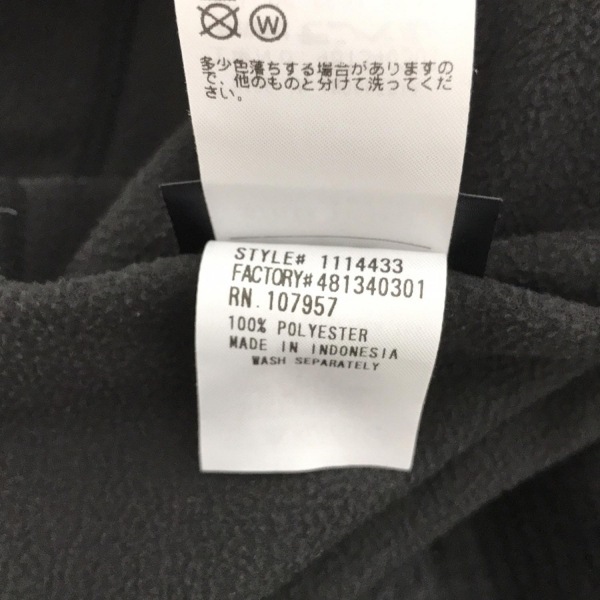 W
多少色落ちする場合がありますの
で、他のものと分けて洗ってくだ
さい。
STYLE# 1114433
FACTORY#481340301
RN.107957
100% POLYESTER
MADE IN INDONESIA
WASH SEPARATELY